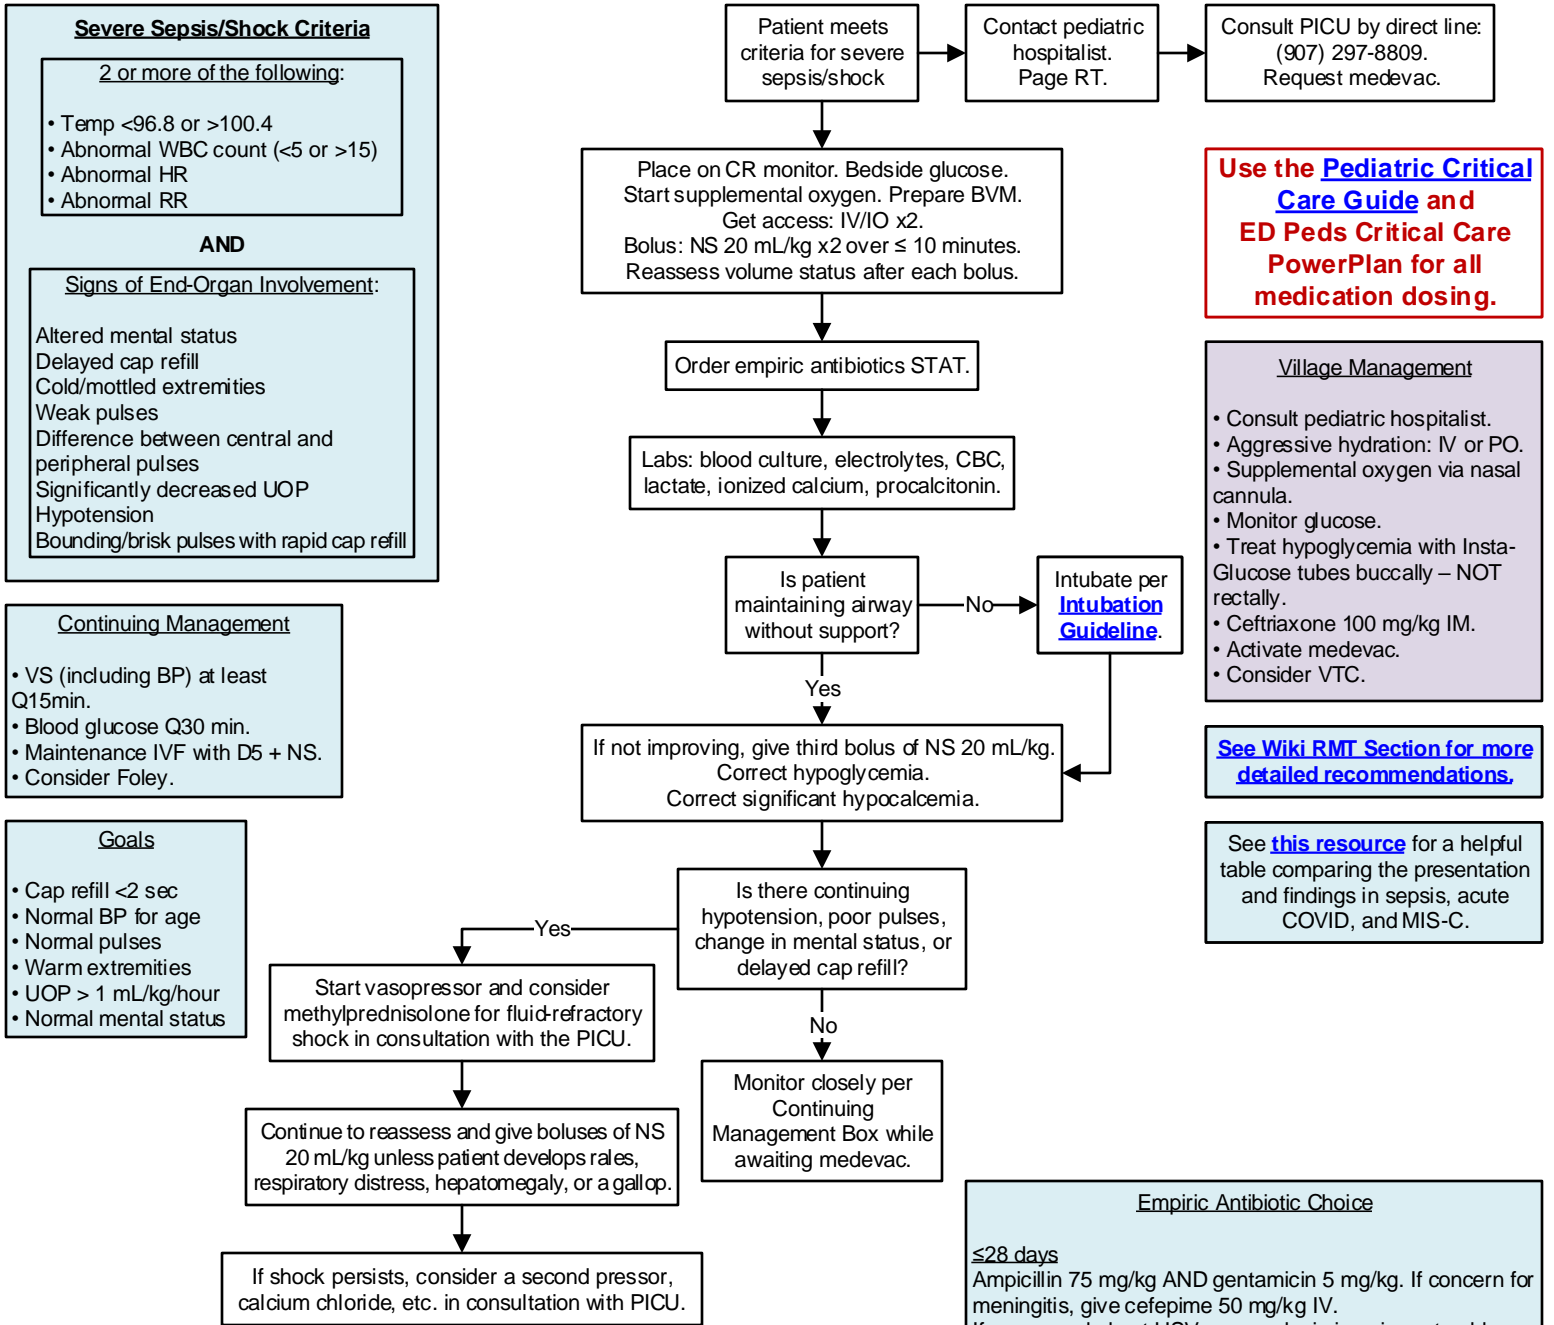 Severe Sepsis/Shock Criteria
2 or more of the following:
• Temp <96.8 or >100.4
• Abnormal WBC count (<5 or >15)
• Abnormal HR
• Abnormal RR
AND
Signs of End-Organ Involvement:
Altered mental status
Delayed cap refill
Cold/mottled extremities
Weak pulses
Difference between central and
peripheral pulses
Significantly decreased UOP
Hypotension
Bounding/brisk pulses with rapid cap refill
Continuing Management
• VS (including BP) at least
Q15min.
• Blood glucose Q30 min.
• Maintenance IVF with D5 + NS.
• Consider Foley.
Goals
• Cap refill <2 sec
• Normal BP for age
• Normal pulses
• Warm extremities
• UOP > 1 mL/kg/hour
• Normal mental status
Patient meets
criteria for severe
sepsis/shock
Contact pediatric
hospitalist.
Page RT.
Consult PICU by direct line:
(907) 297-8809.
Request medevac.
Place on CR monitor. Bedside glucose.
Start supplemental oxygen. Prepare BVM.
Get access: IV/IO x2.
Bolus: NS 20 mL/kg x2 over ≤ 10 minutes.
Reassess volume status after each bolus.
Order empiric antibiotics STAT.
Labs: blood culture, electrolytes, CBC,
lactate, ionized calcium, procalcitonin.
Is patient
maintaining airway
without support?
No
Intubate per
Intubation
Guideline.
Yes
If not improving, give third bolus of NS 20 mL/kg.
Correct hypoglycemia.
Correct significant hypocalcemia.
Is there continuing
hypotension, poor pulses,
change in mental status, or
delayed cap refill?
Yes
Start vasopressor and consider
methylprednisolone for fluid-refractory
shock in consultation with the PICU.
No
Monitor closely per
Continuing
Management Box while
awaiting medevac.
Continue to reassess and give boluses of NS
20 mL/kg unless patient develops rales,
respiratory distress, hepatomegaly, or a gallop.
If shock persists, consider a second pressor,
calcium chloride, etc. in consultation with PICU.
Use the Pediatric Critical
Care Guide and
ED Peds Critical Care
PowerPlan for all
medication dosing.
Village Management
• Consult pediatric hospitalist.
• Aggressive hydration: IV or PO.
• Supplemental oxygen via nasal
cannula.
• Monitor glucose.
• Treat hypoglycemia with Insta-
Glucose tubes buccally – NOT
rectally.
• Ceftriaxone 100 mg/kg IM.
• Activate medevac.
• Consider VTC.
See Wiki RMT Section for more
detailed recommendations.
See this resource for a helpful
table comparing the presentation
and findings in sepsis, acute
COVID, and MIS-C.
Empiric Antibiotic Choice
≤28 days
Ampicillin 75 mg/kg AND gentamicin 5 mg/kg. If concern for
meningitis, give cefepime 50 mg/kg IV.